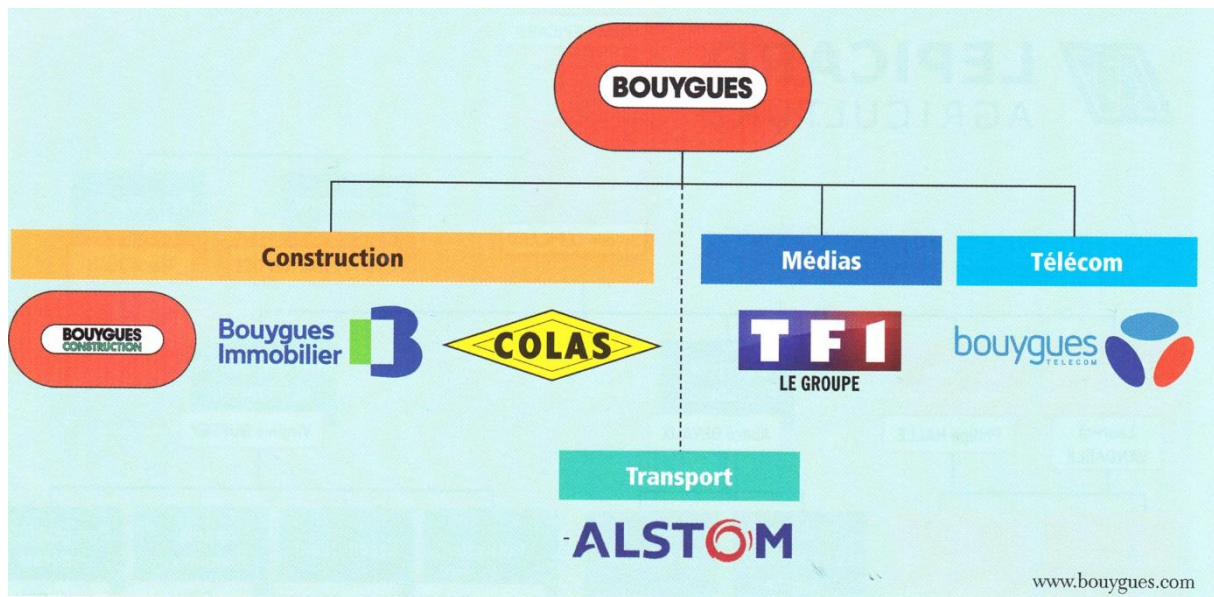 BOUYGUES
Construction
Médias
Télécom
BOUYGUES
CONSTRUCTION
Bouygues
Immobilier
COLAS
TF1
LE GROUPE
bouygues
TELECOM
Transport
ALSTOM
www.bouygues.com